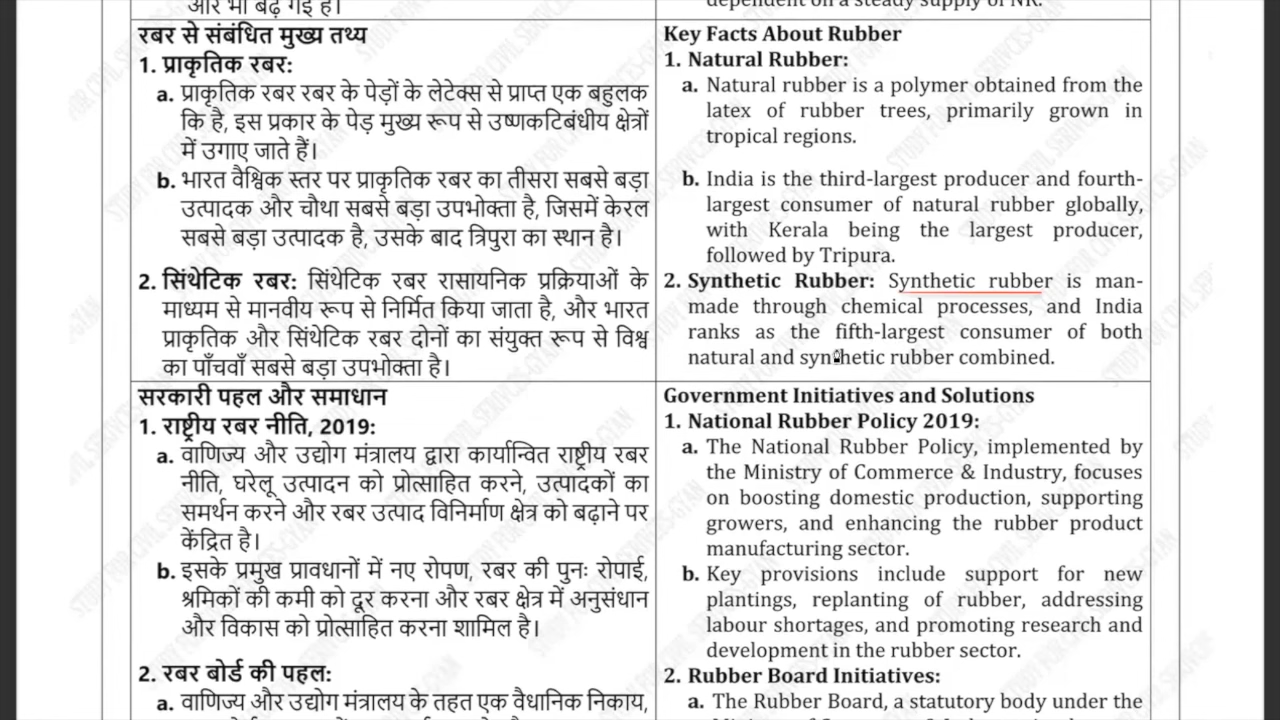 और भी बढ़ गई है।
रबर से संबंधित मुख्य तथ्य
1. प्राकृतिक रबर:
a. प्राकृतिक रबर रबर के पेड़ों के लेटेक्स से प्राप्त एक बहुलक
कि है, इस प्रकार के पेड़ मुख्य रूप से उष्णकटिबंधीय क्षेत्रों
में उगाए जाते हैं।
b. भारत वैश्विक स्तर पर प्राकृतिक रबर का तीसरा सबसे बड़ा
उत्पादक और चौथा सबसे बड़ा उपभोक्ता है, जिसमें केरल
सबसे बड़ा उत्पादक है, उसके बाद त्रिपुरा का स्थान है।
2. सिंथेटिक रबर: सिंथेटिक रबर रासायनिक प्रक्रियाओं के
माध्यम से मानवीय रूप से निर्मित किया जाता है, और भारत
प्राकृतिक और सिंथेटिक रबर दोनों का संयुक्त रूप से विश्व
का पाँचवाँ सबसे बड़ा उपभोक्ता है।
सरकारी पहल और समाधान
1. राष्ट्रीय रबर नीति, 2019:
a. वाणिज्य और उद्योग मंत्रालय द्वारा कार्यान्वित राष्ट्रीय रबर
नीति, घरेलू उत्पादन को प्रोत्साहित करने, उत्पादकों का
समर्थन करने और रबर उत्पाद विनिर्माण क्षेत्र को बढ़ाने पर
केंद्रित है।
b. इसके प्रमुख प्रावधानों में नए रोपण, रबर की पुनः रोपाई,
श्रमिकों की कमी को दूर करना और रबर क्षेत्र में अनुसंधान
और विकास को प्रोत्साहित करना शामिल है।
2. रबर बोर्ड की पहल:
a. वाणिज्य और उद्योग मंत्रालय के तहत एक वैधानिक निकाय,
dependent on a steady supply of NR.
Key Facts About Rubber
1. Natural Rubber:
a. Natural rubber is a polymer obtained from the
latex of rubber trees, primarily grown in
tropical regions.
b. India is the third-largest producer and fourth-
largest consumer of natural rubber globally,
with Kerala being the largest producer,
followed by Tripura.
2. Synthetic Rubber: Synthetic rubber is man-
made through chemical processes, and India
ranks as the fifth-largest consumer of both
natural and synthetic rubber combined.
Government Initiatives and Solutions
1. National Rubber Policy 2019:
a. The National Rubber Policy, implemented by
the Ministry of Commerce & Industry, focuses
on boosting domestic production, supporting
growers, and enhancing the rubber product
manufacturing sector.
b. Key provisions include support for new
plantings, replanting of rubber, addressing
labour shortages, and promoting research and
development in the rubber sector.
2. Rubber Board Initiatives:
a. The Rubber Board, a statutory body under the